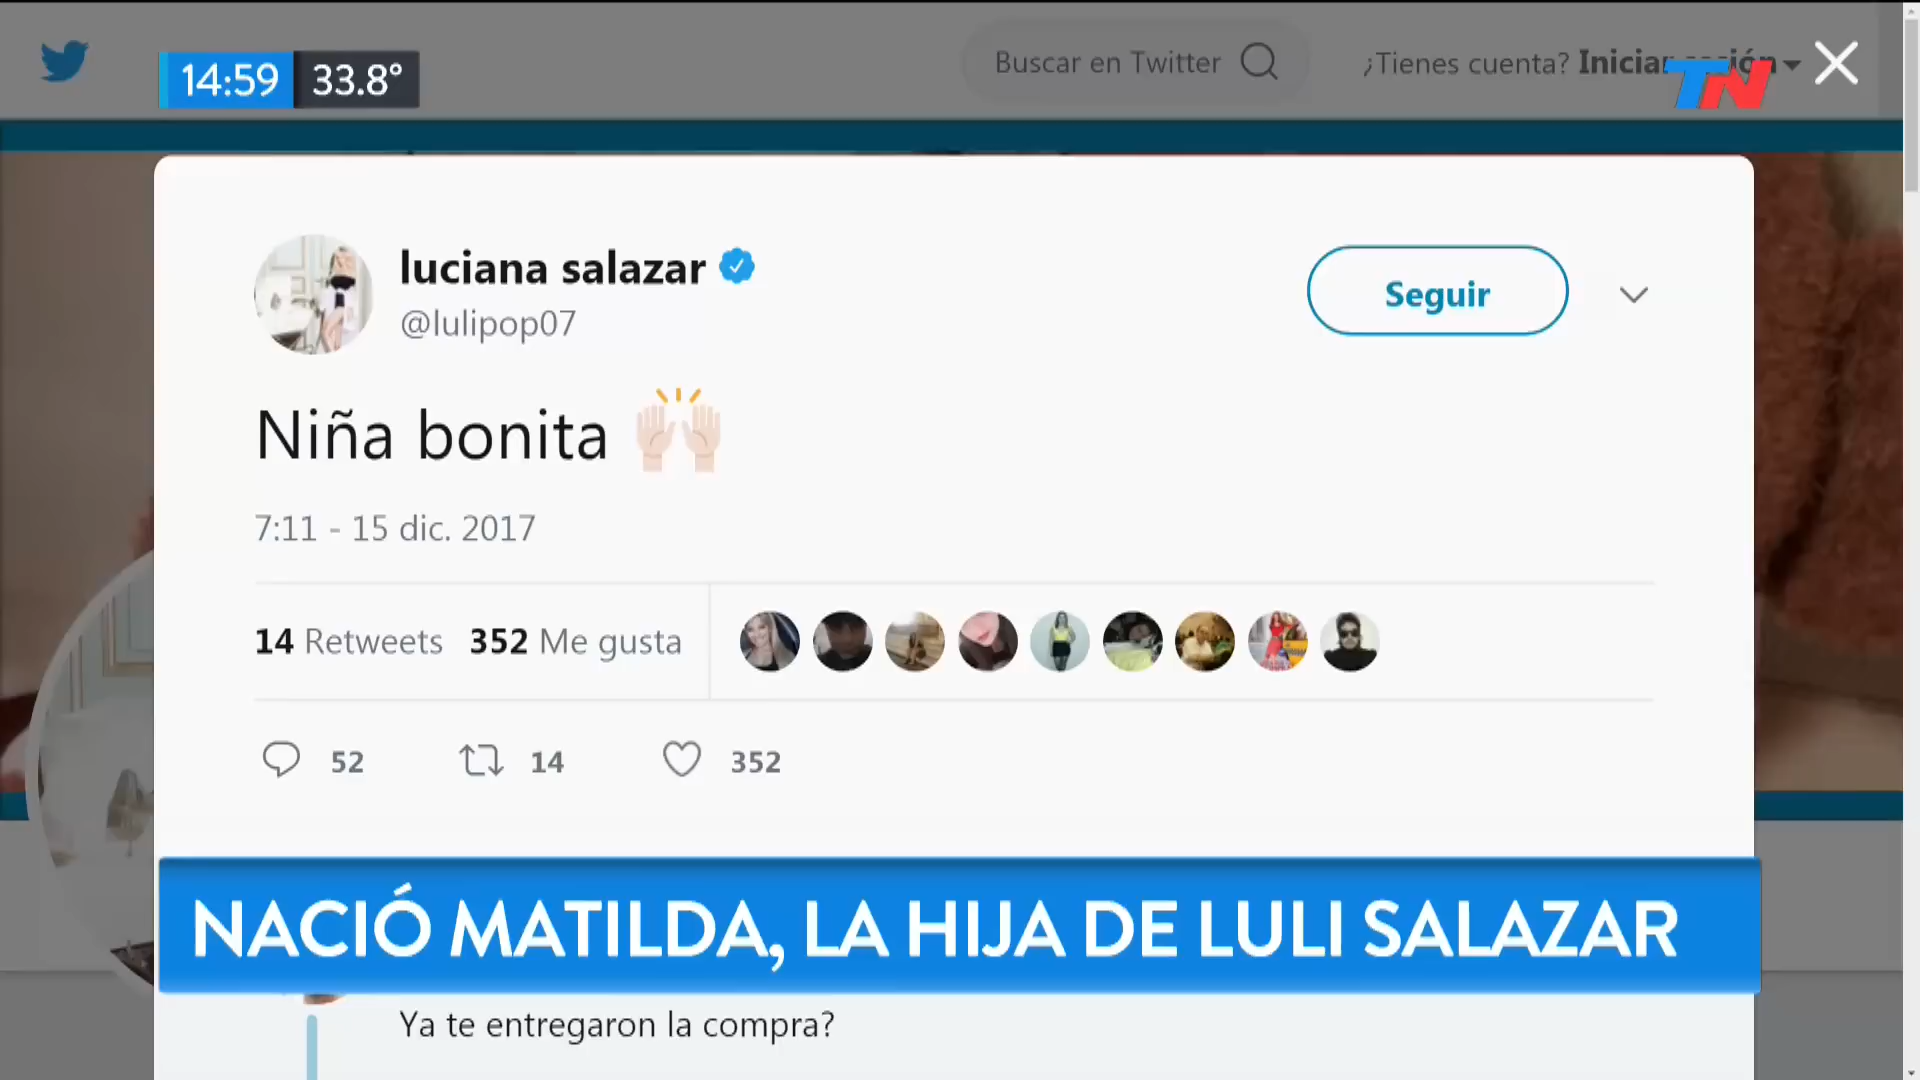 Buscar en Twitter
¿Tienes cuenta? Iniciar sesión
14:59 33.8°
TN
luciana salazar
@lulipop07
Seguir
Niña bonita
7:11 - 15 dic. 2017
14 Retweets 352 Me gusta
52 14 352
NACIÓ MATILDA, LA HIJA DE LULI SALAZAR
Ya te entregaron la compra?